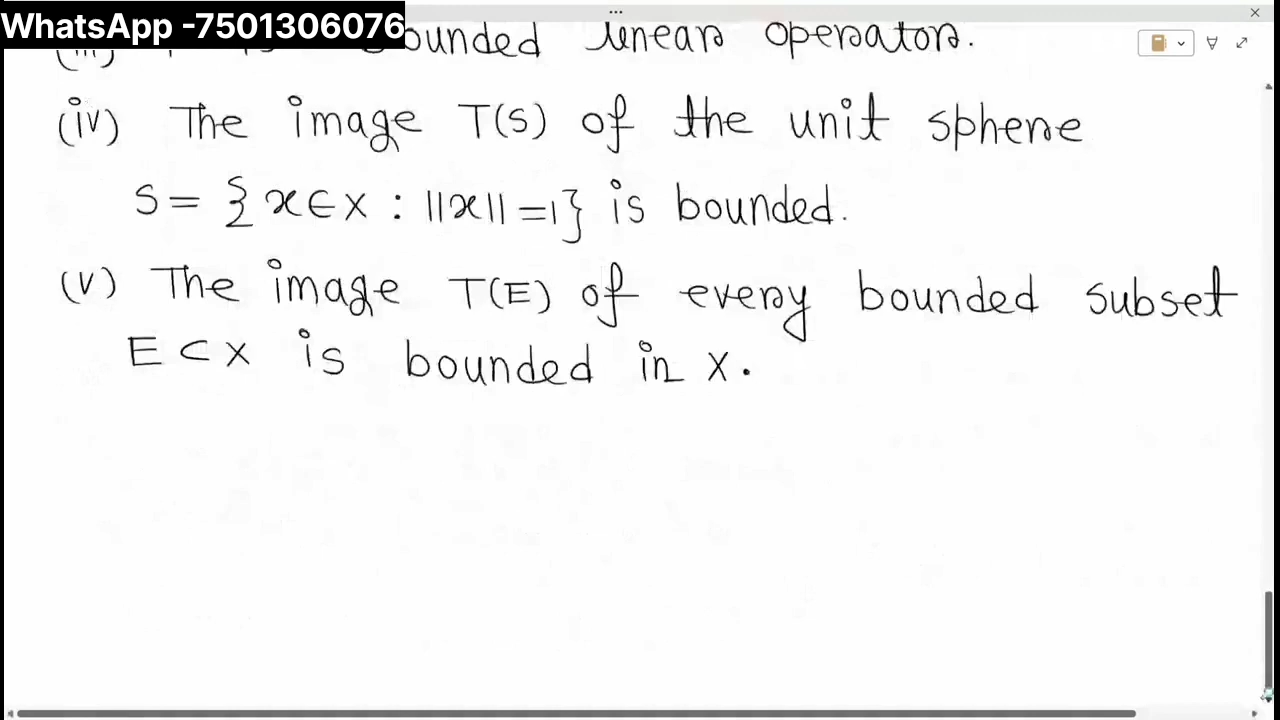 WhatsApp -7501306076
bounded linear operator.
(iv) The image T(S) of the unit sphere
S = {x∈X : ||x|| =1} is bounded.
(v) The image T(E) of every bounded subset
E ⊂ X is bounded in X.